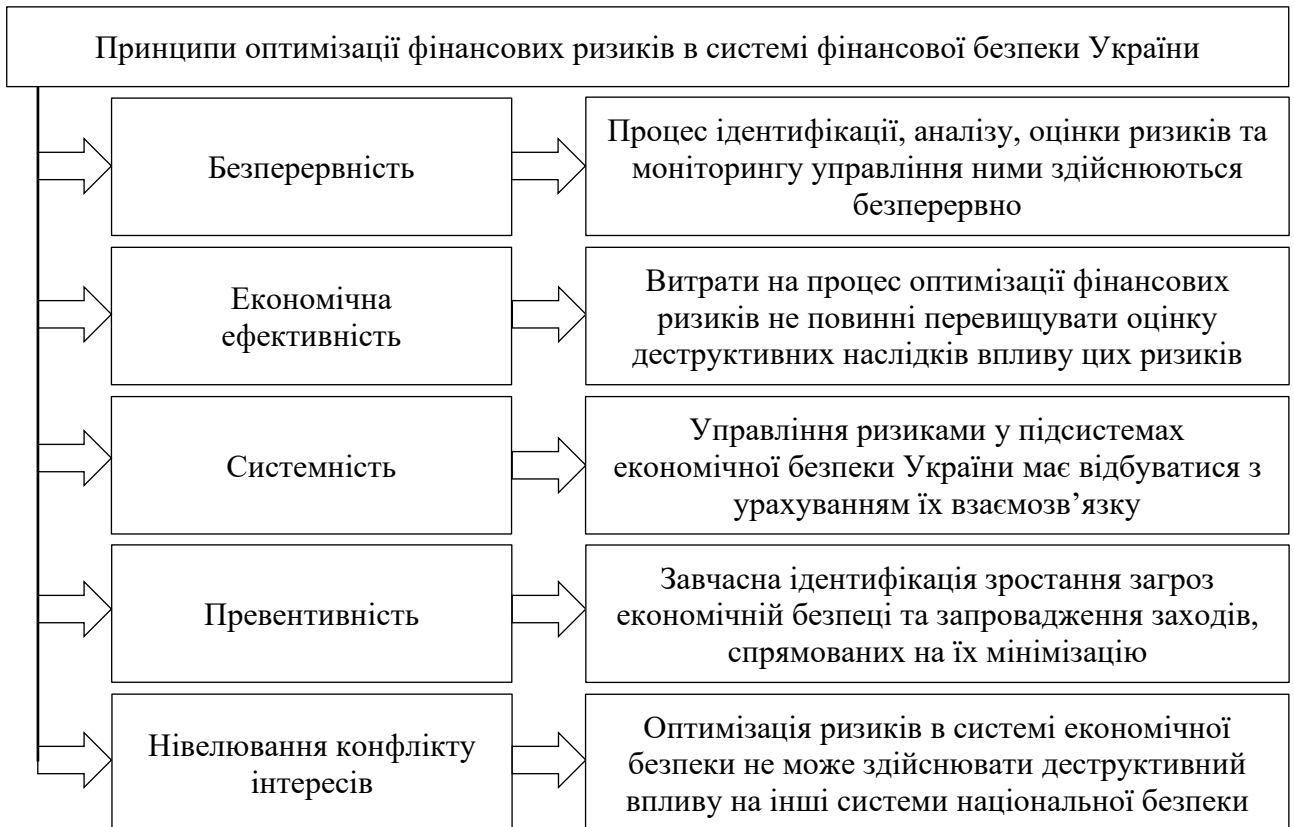 Принципи оптимізації фінансових ризиків в системі фінансової безпеки України
Безперервність
Процес ідентифікації, аналізу, оцінки ризиків та
моніторингу управління ними здійснюються
безперервно
Економічна
ефективність
Витрати на процес оптимізації фінансових
ризиків не повинні перевищувати оцінку
деструктивних наслідків впливу цих ризиків
Системність
Управління ризиками у підсистемах
економічної безпеки України має відбуватися з
урахуванням їх взаємозв’язку
Превентивність
Завчасна ідентифікація зростання загроз
економічній безпеці та запровадження заходів,
спрямованих на їх мінімізацію
Нівелювання конфлікту
інтересів
Оптимізація ризиків в системі економічної
безпеки не може здійснювати деструктивний
впливу на інші системи національної безпеки